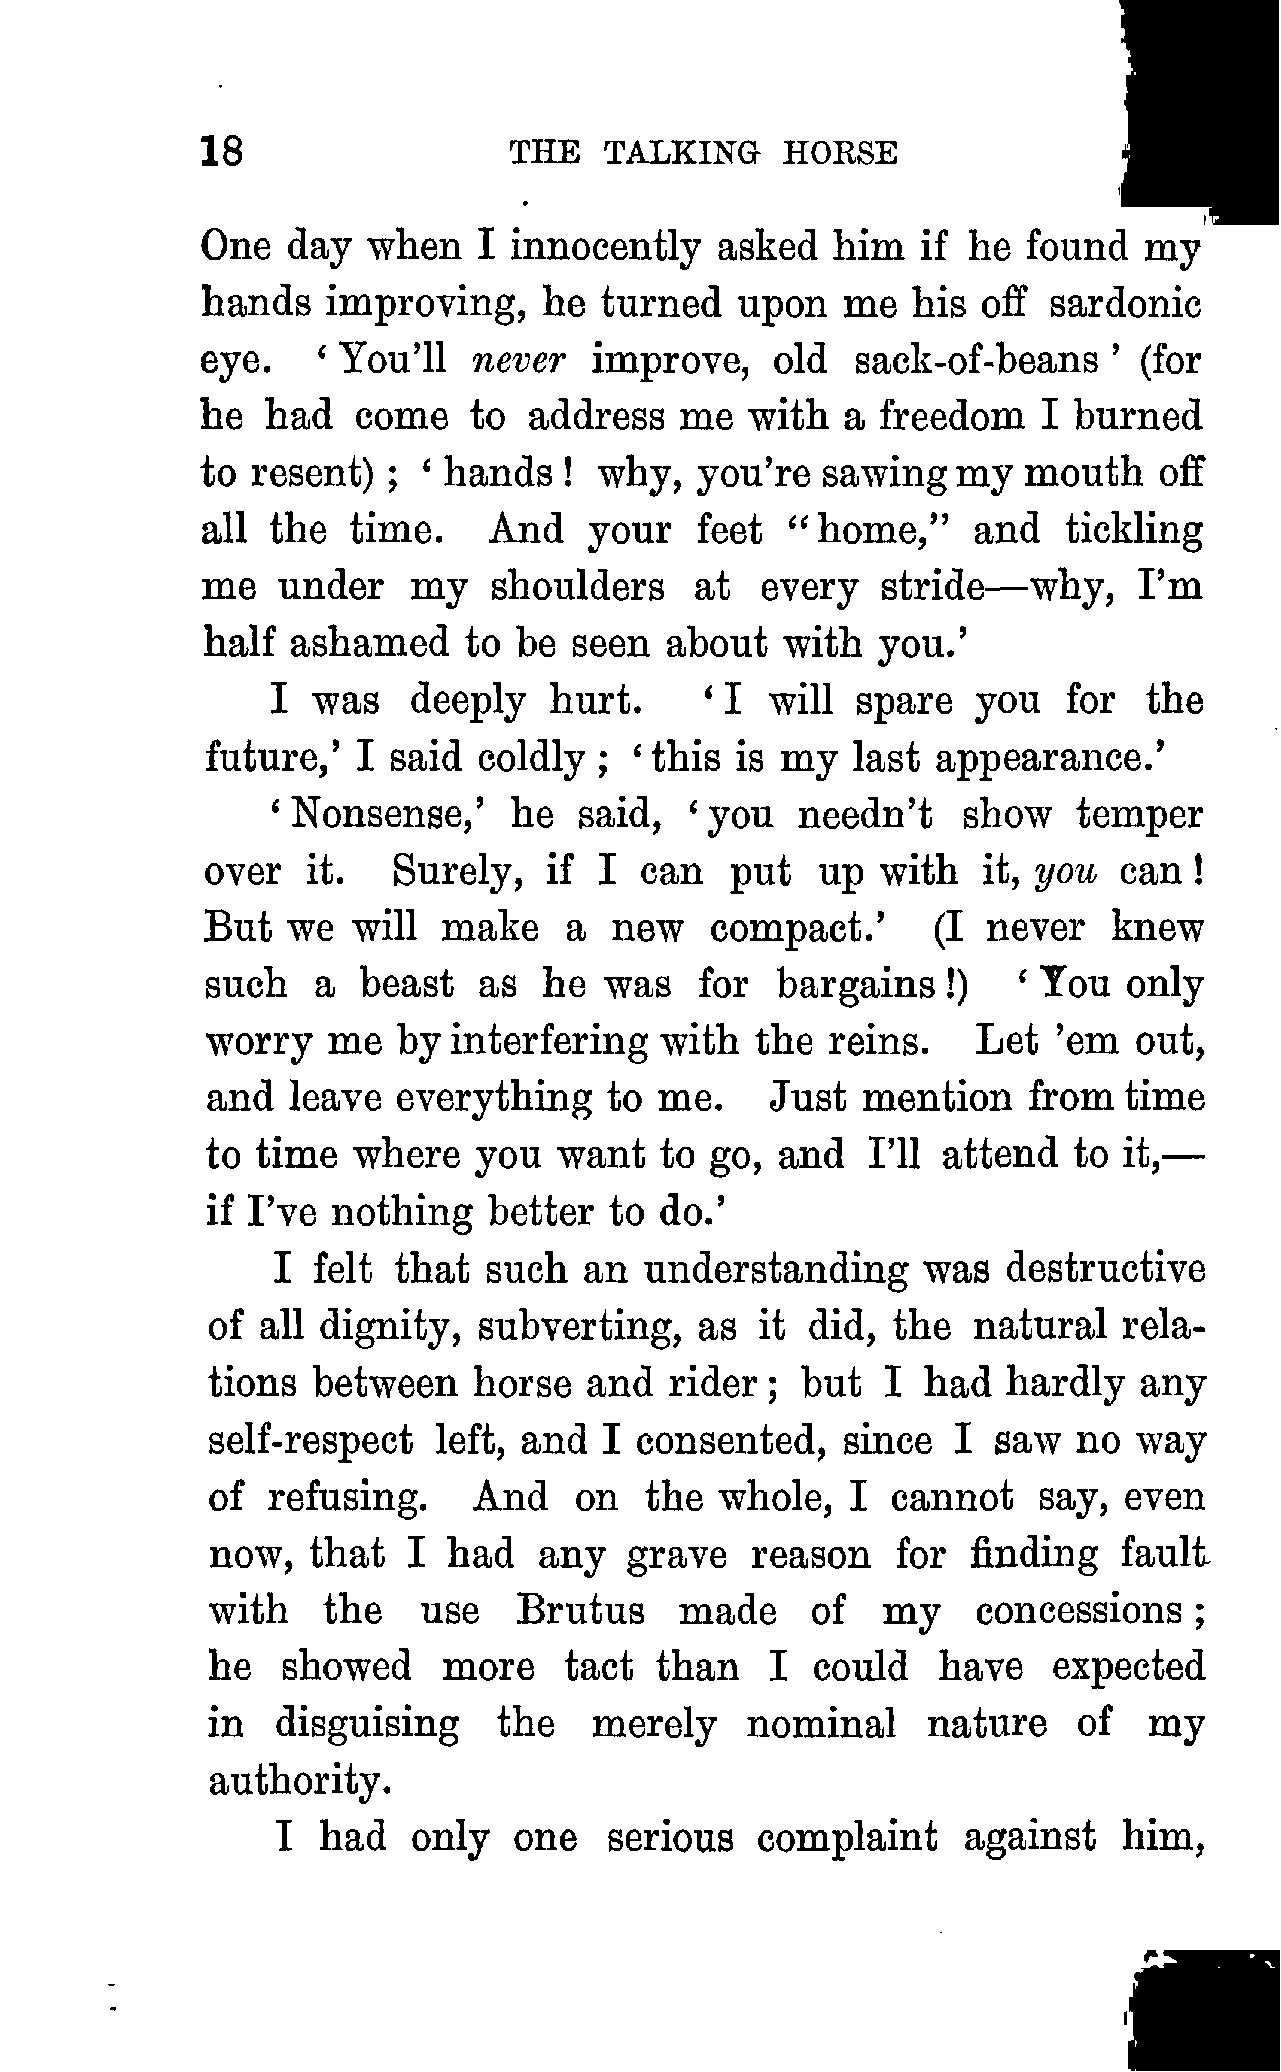 18 THE TALKING HORSE
One day when I innocently asked him if he found my
hands improving, he turned upon me his off sardonic
eye. ‘You’ll never improve, old sack-of-beans’ (for
he had come to address me with a freedom I burned
to resent); ‘hands! why, you’re sawing my mouth off
all the time. And your feet “home,” and tickling
me under my shoulders at every stride—why, I’m
half ashamed to be seen about with you.’
I was deeply hurt. ‘I will spare you for the
future,’ I said coldly; ‘this is my last appearance.’
‘Nonsense,’ he said, ‘you needn’t show temper
over it. Surely, if I can put up with it, you can!
But we will make a new compact.’ (I never knew
such a beast as he was for bargains!) ‘You only
worry me by interfering with the reins. Let ’em out,
and leave everything to me. Just mention from time
to time where you want to go, and I’ll attend to it,—
if I’ve nothing better to do.’
I felt that such an understanding was destructive
of all dignity, subverting, as it did, the natural rela-
tions between horse and rider; but I had hardly any
self-respect left, and I consented, since I saw no way
of refusing. And on the whole, I cannot say, even
now, that I had any grave reason for finding fault
with the use Brutus made of my concessions;
he showed more tact than I could have expected
in disguising the merely nominal nature of my
authority.
I had only one serious complaint against him,